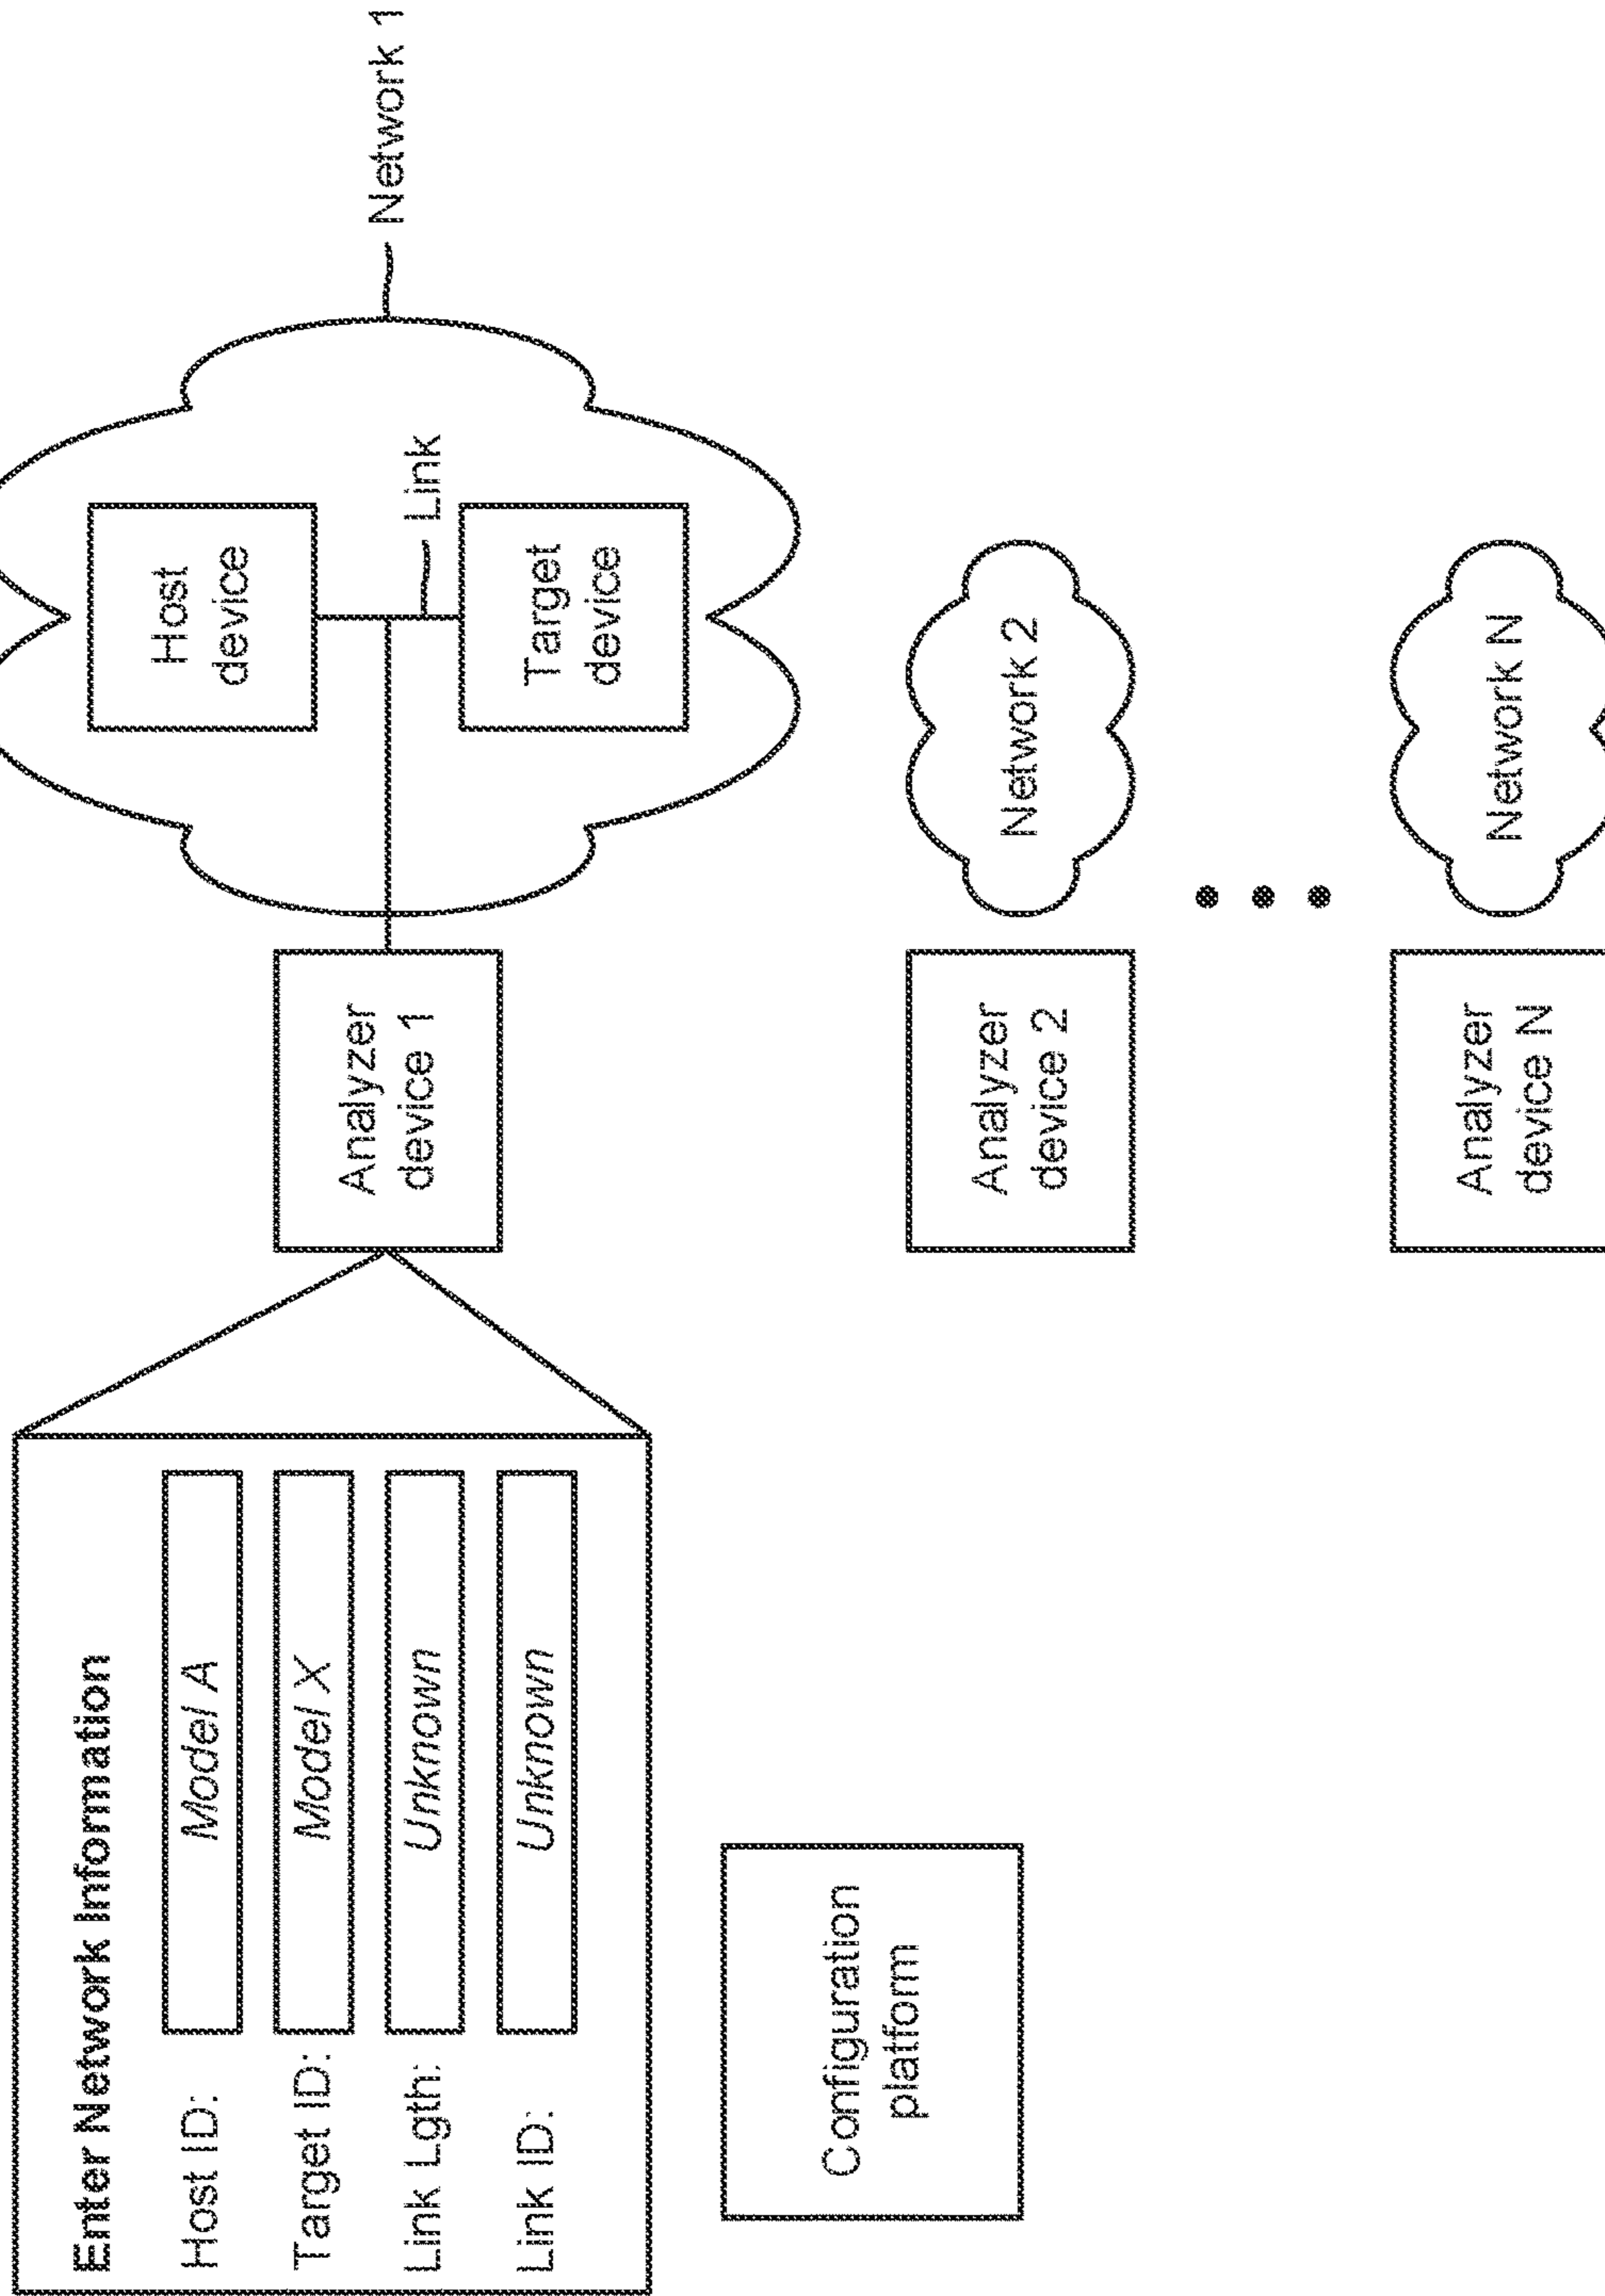 Enter Network Information
Host ID:
Model A
Target ID:
Model X
Link Lgth:
Unknown
Link ID:
Unknown
Configuration
platform
Analyzer
device 1
Host
device
Link
Target
device
Network 1
Analyzer
device 2
Network 2
Analyzer
device N
Network N